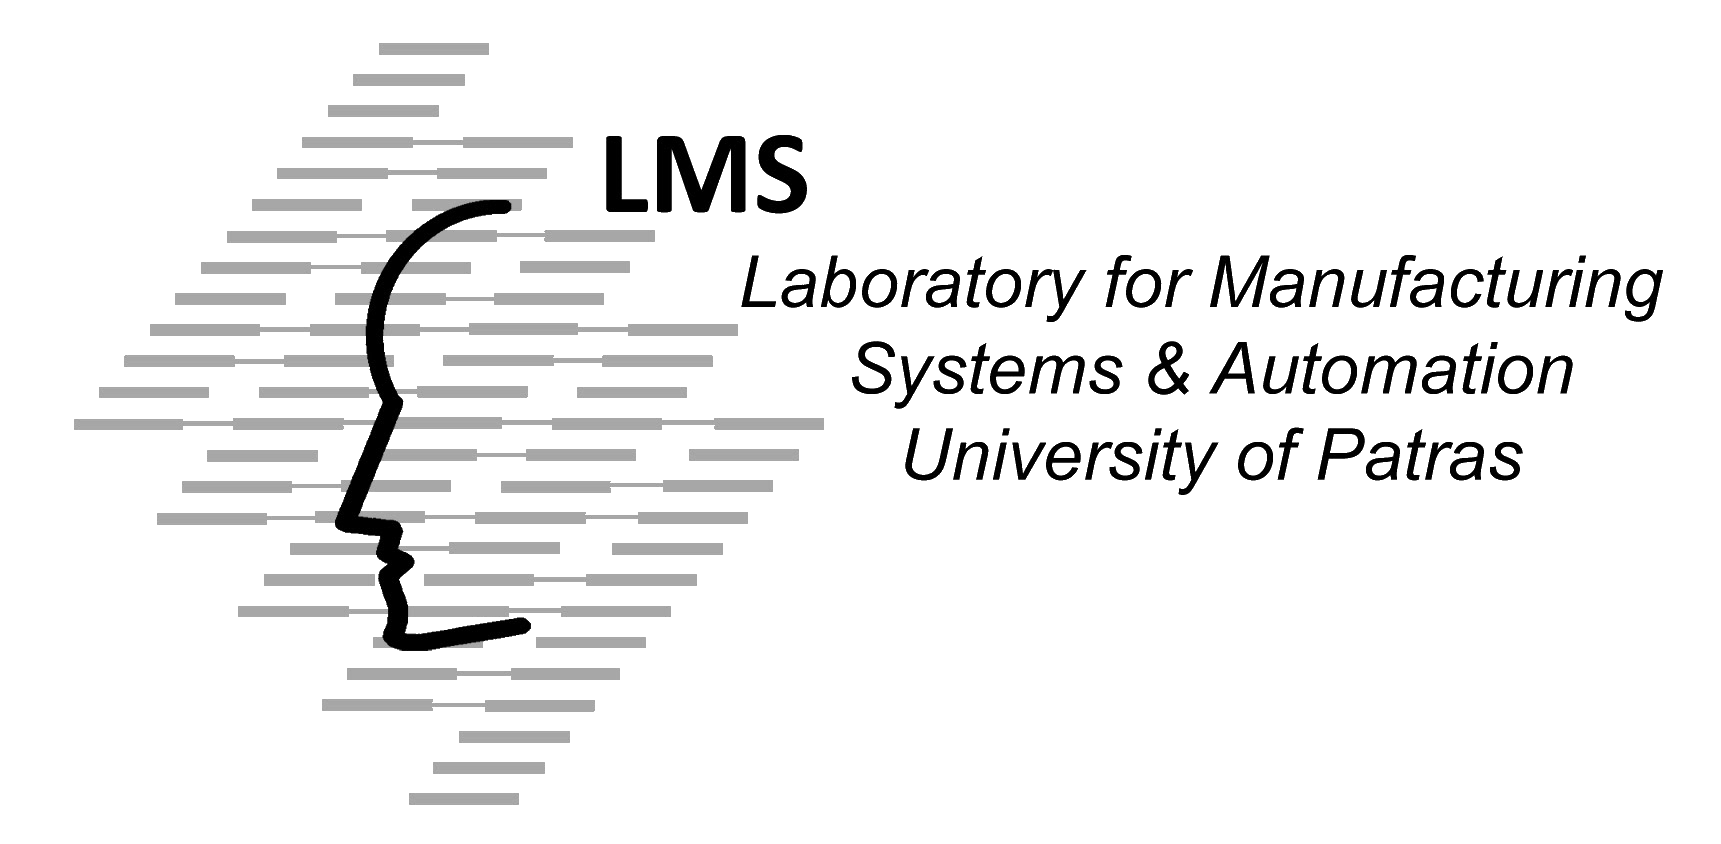 LMS
Laboratory for Manufacturing
Systems & Automation
University of Patras